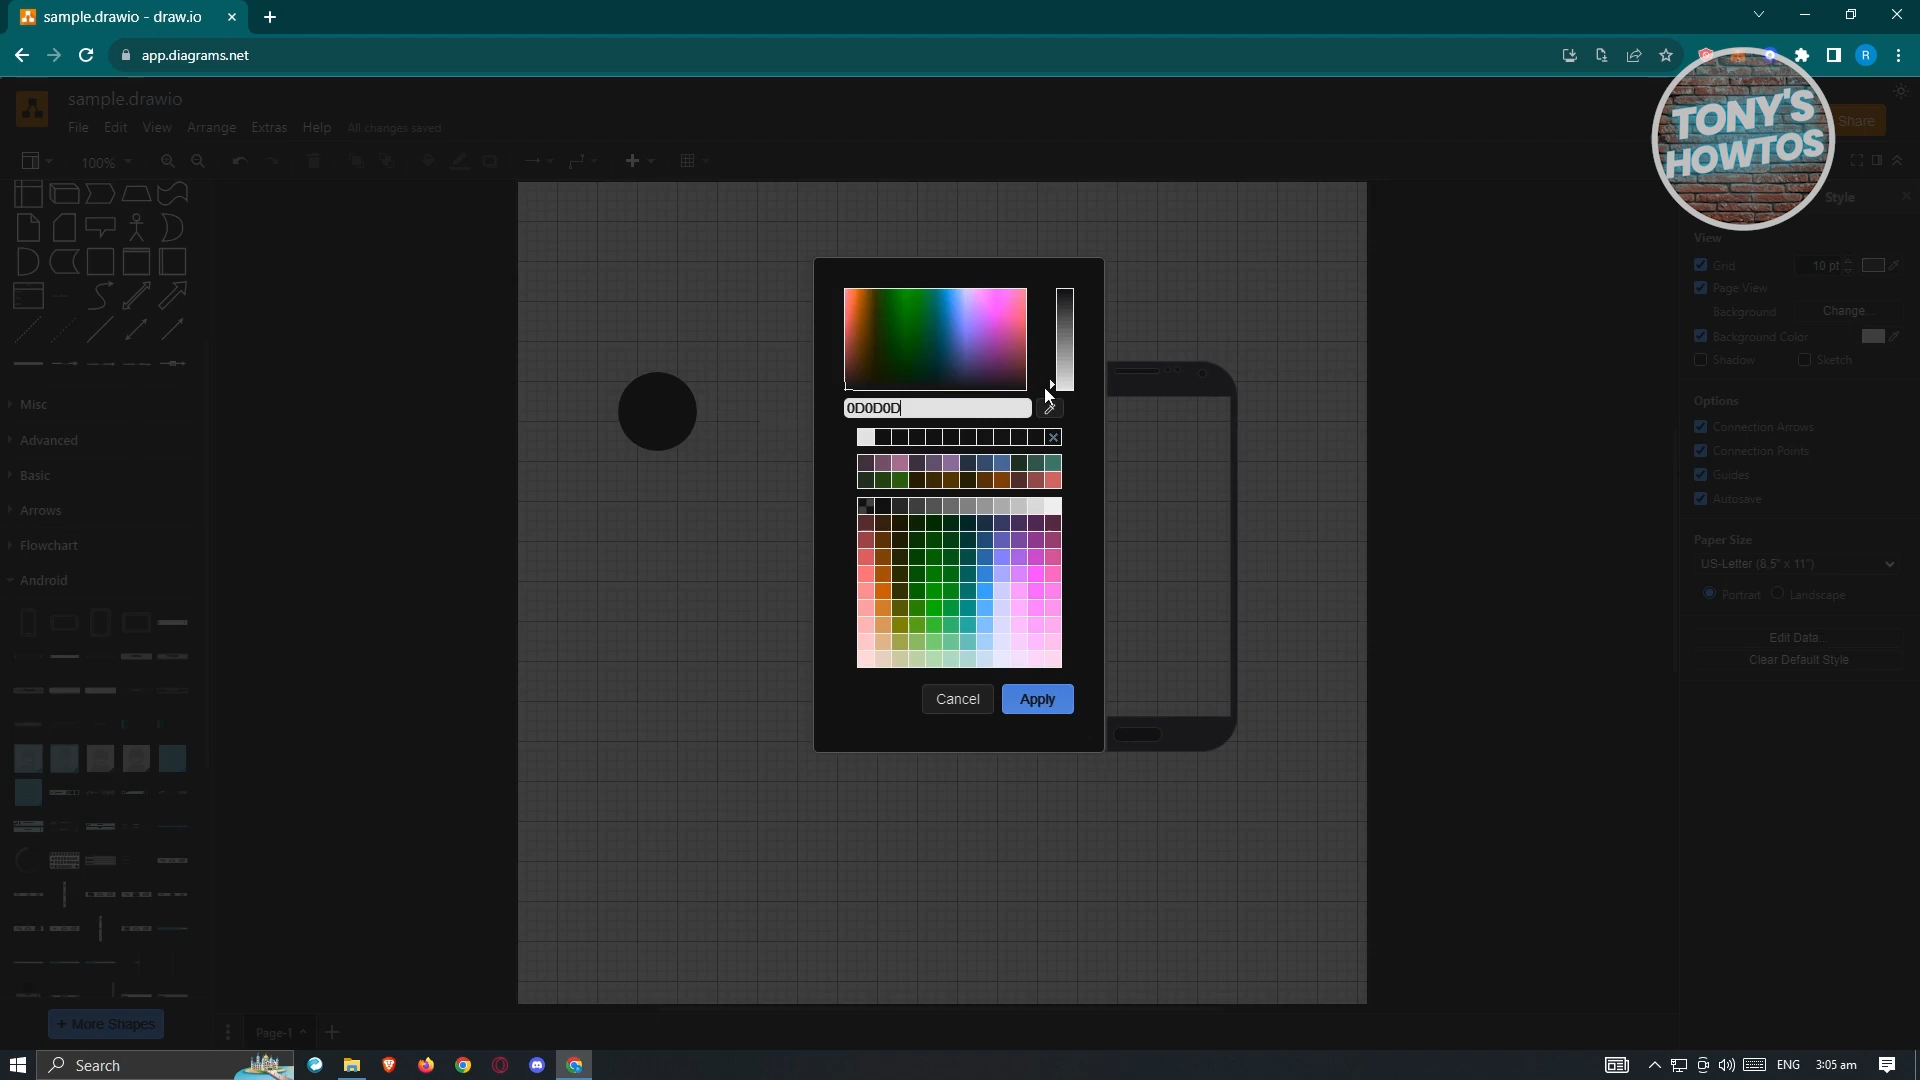 sample.drawio - draw.io
app.diagrams.net
TONY'S
HOWTOS
sample.drawio
File Edit View Arrange Extras Help All changes saved
Share
100%
Style
View
Grid 10 pt
Page View
Background Change...
Background Color
Shadow Sketch
0D0D0D
Options
Connection Arrows
Connection Points
Guides
Autosave
Misc
Advanced
Basic
Arrows
Flowchart
Android
Paper Size
US-Letter (8,5" x 11")
Portrait Landscape
Edit Data...
Clear Default Style
Cancel Apply
+ More Shapes
Page-1
Search
ENG 3:05 am
R